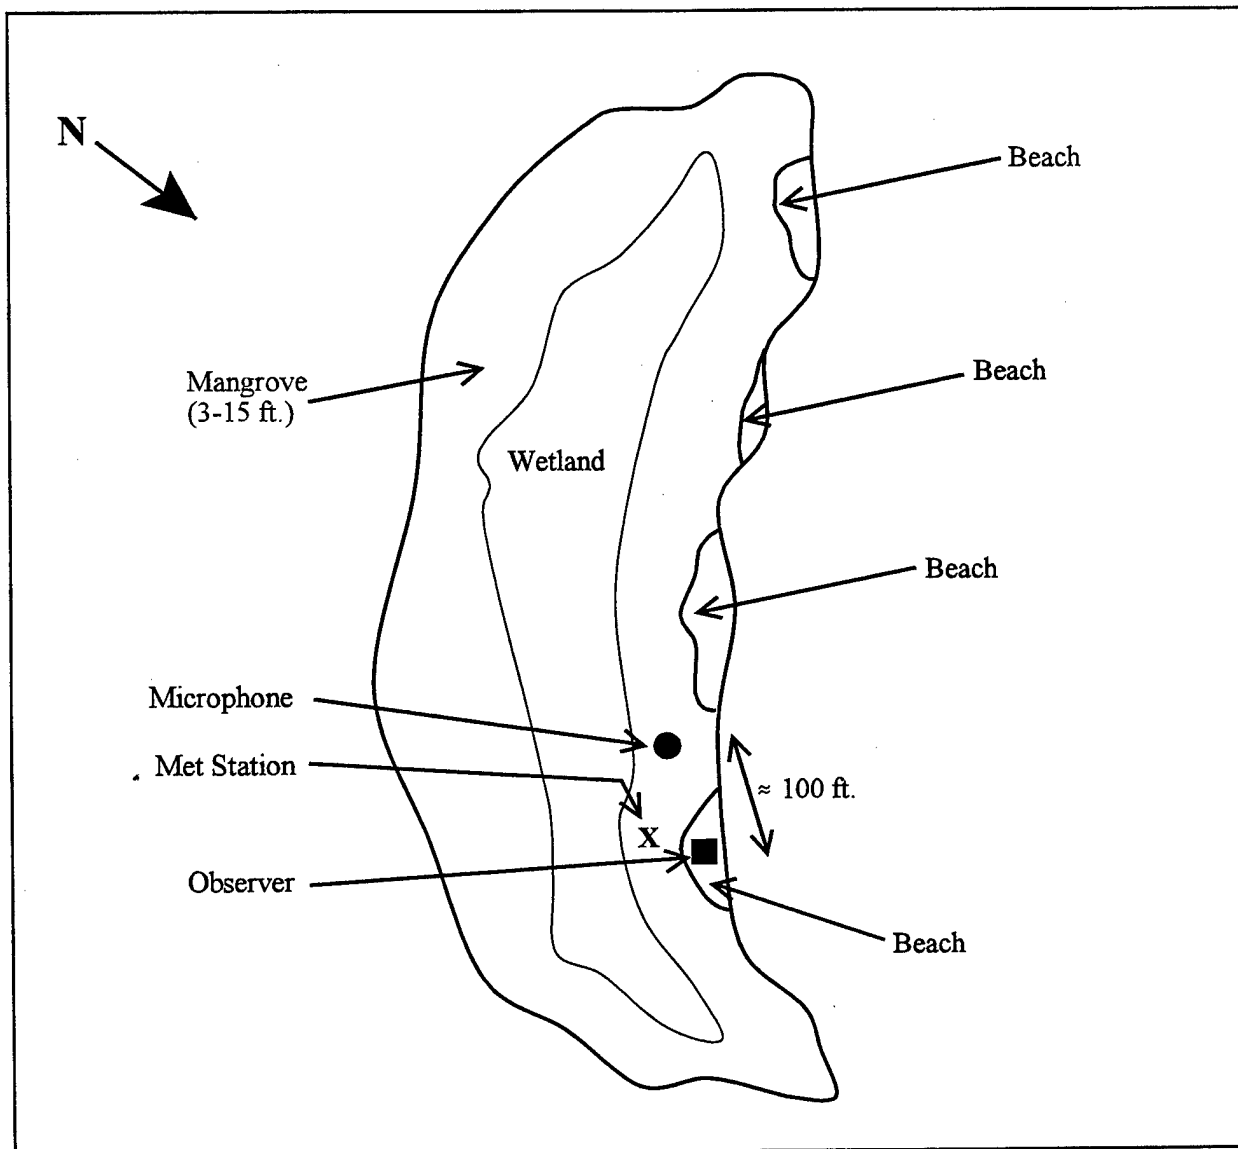 N
Beach
Beach
Mangrove
(3-15 ft.)
Wetland
Beach
Microphone
Met Station
≈ 100 ft.
X
Observer
Beach